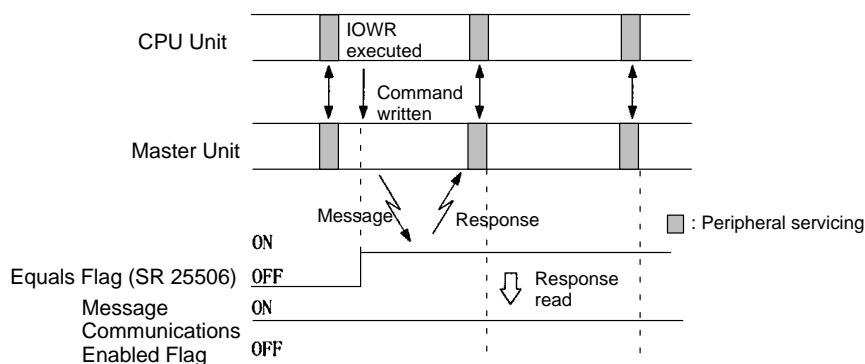 CPU Unit
IOWR
executed
Command
written
Master Unit
Message
Response
: Peripheral servicing
ON
Equals Flag (SR 25506)
OFF
Response
read
Message
Communications
Enabled Flag
ON
OFF